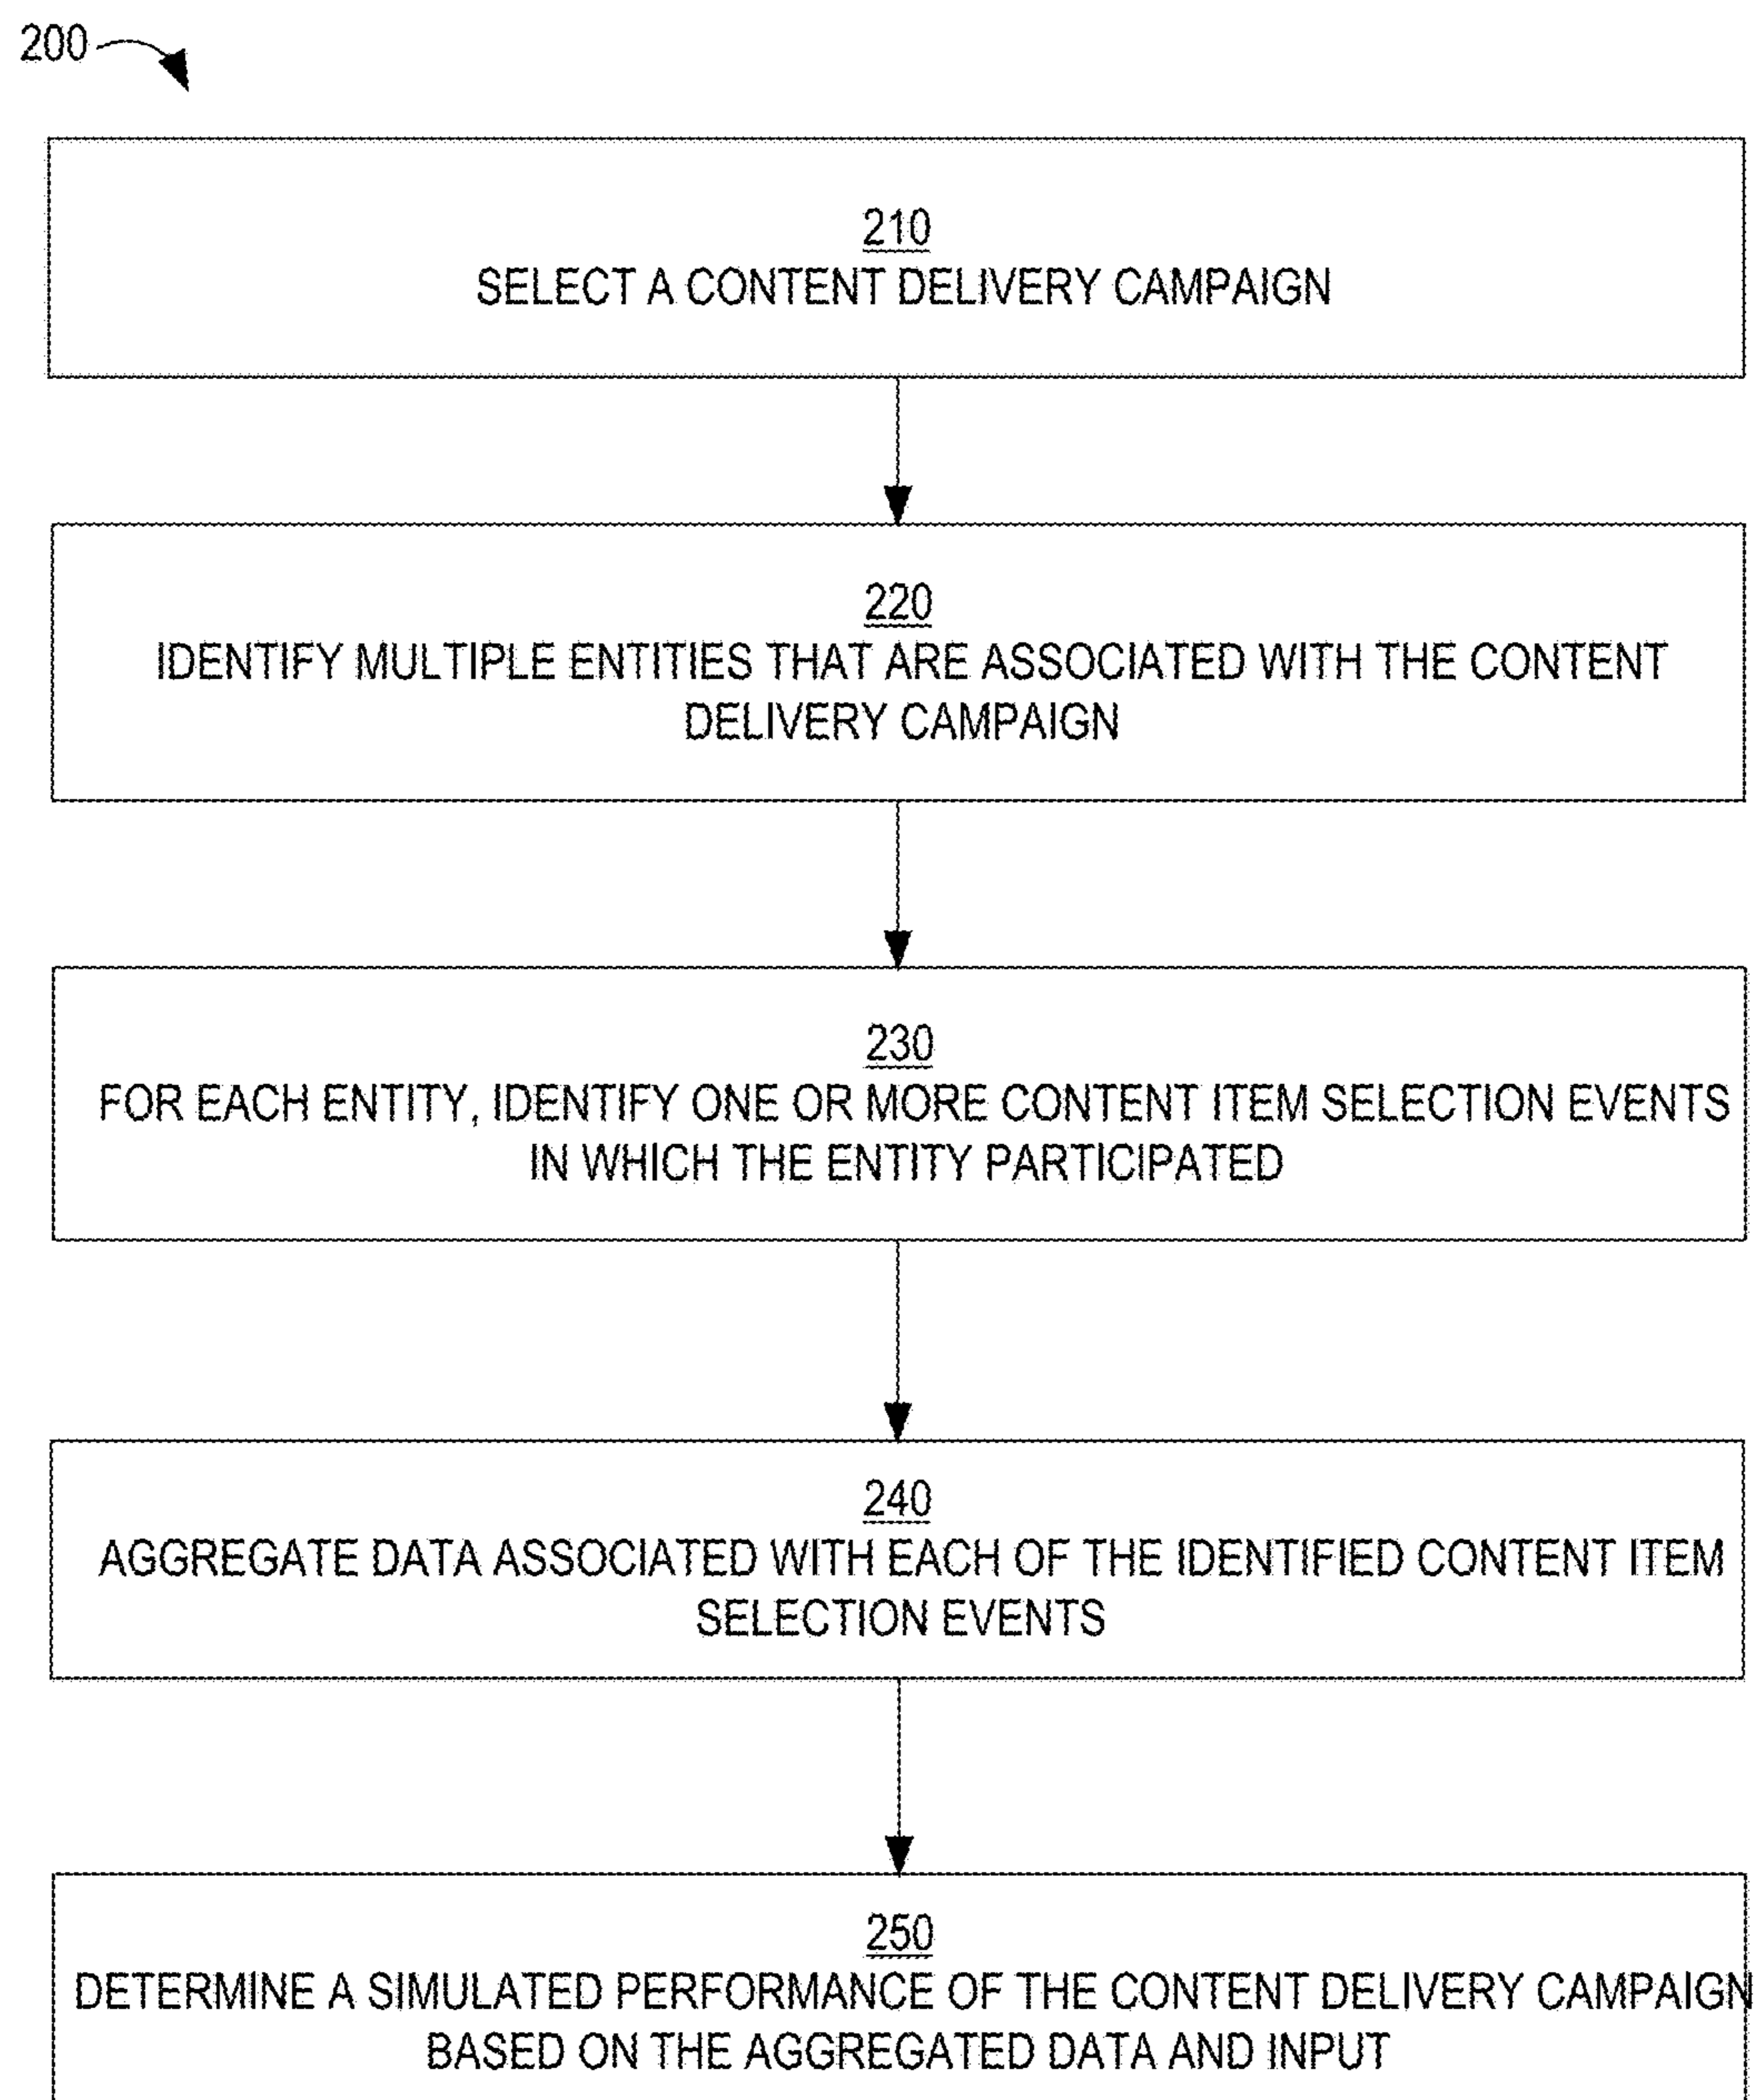 200
210
SELECT A CONTENT DELIVERY CAMPAIGN
220
IDENTIFY MULTIPLE ENTITIES THAT ARE ASSOCIATED WITH THE CONTENT
DELIVERY CAMPAIGN
230
FOR EACH ENTITY, IDENTIFY ONE OR MORE CONTENT ITEM SELECTION EVENTS
IN WHICH THE ENTITY PARTICIPATED
240
AGGREGATE DATA ASSOCIATED WITH EACH OF THE IDENTIFIED CONTENT ITEM
SELECTION EVENTS
250
DETERMINE A SIMULATED PERFORMANCE OF THE CONTENT DELIVERY CAMPAIGN
BASED ON THE AGGREGATED DATA AND INPUT